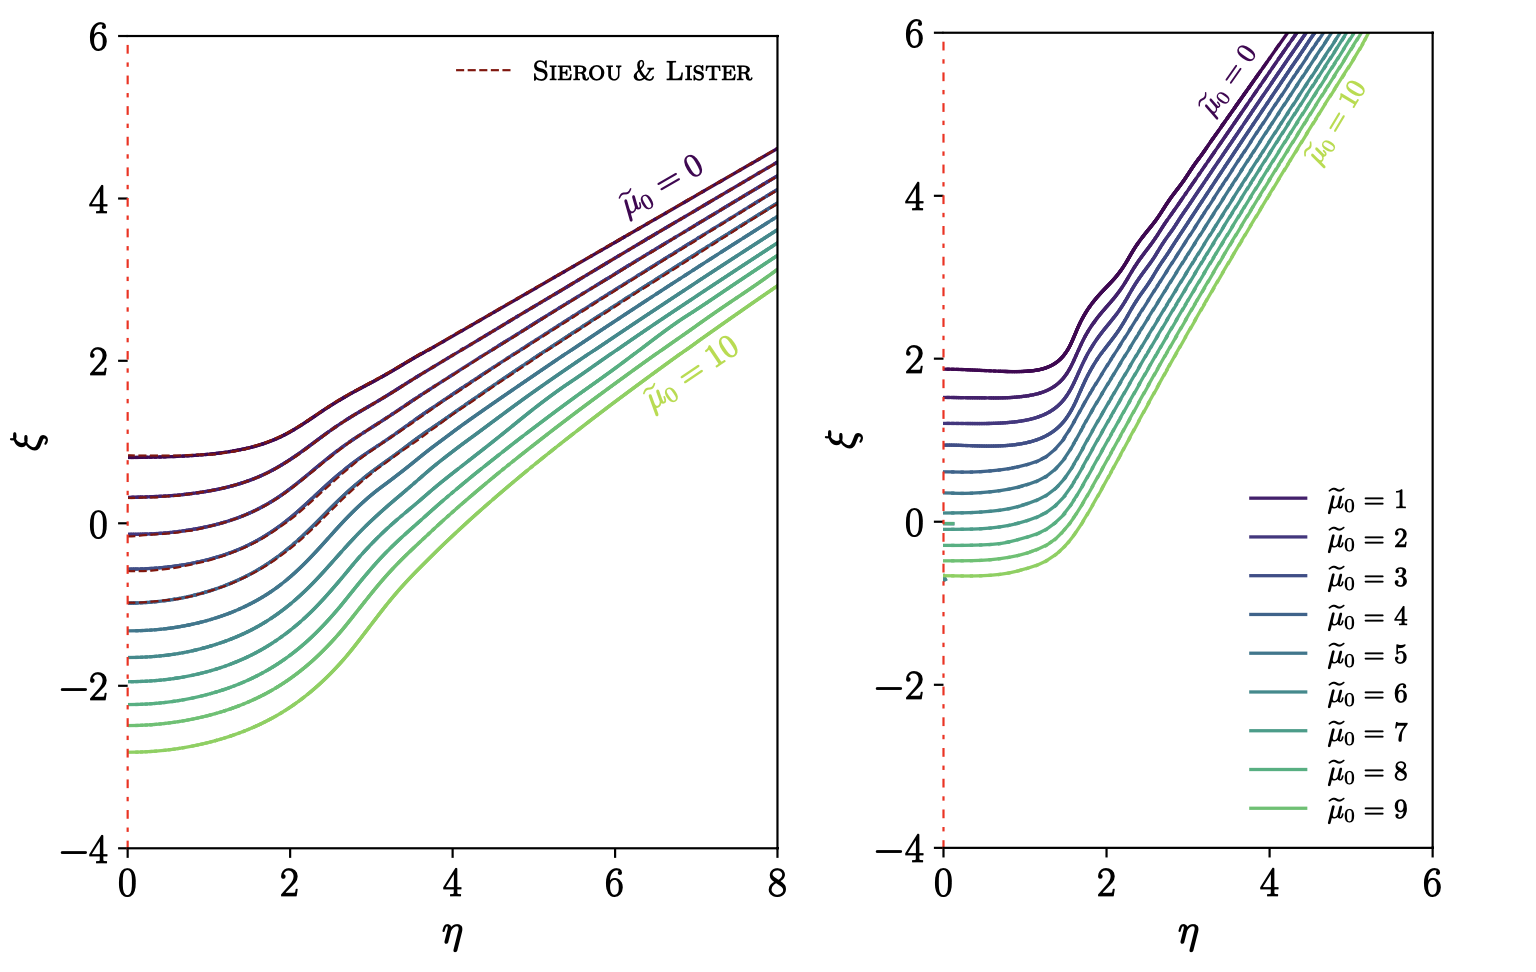 6
4
2
0
−2
−4
0 2 4 6 8
ξ
η
SIEROU & LISTER
μ̃₀ = 0
μ̃₀ = 10
6
4
2
0
−2
−4
0 2 4 6
ξ
η
μ̃₀ = 0
μ̃₀ = 10
μ̃₀ = 1
μ̃₀ = 2
μ̃₀ = 3
μ̃₀ = 4
μ̃₀ = 5
μ̃₀ = 6
μ̃₀ = 7
μ̃₀ = 8
μ̃₀ = 9